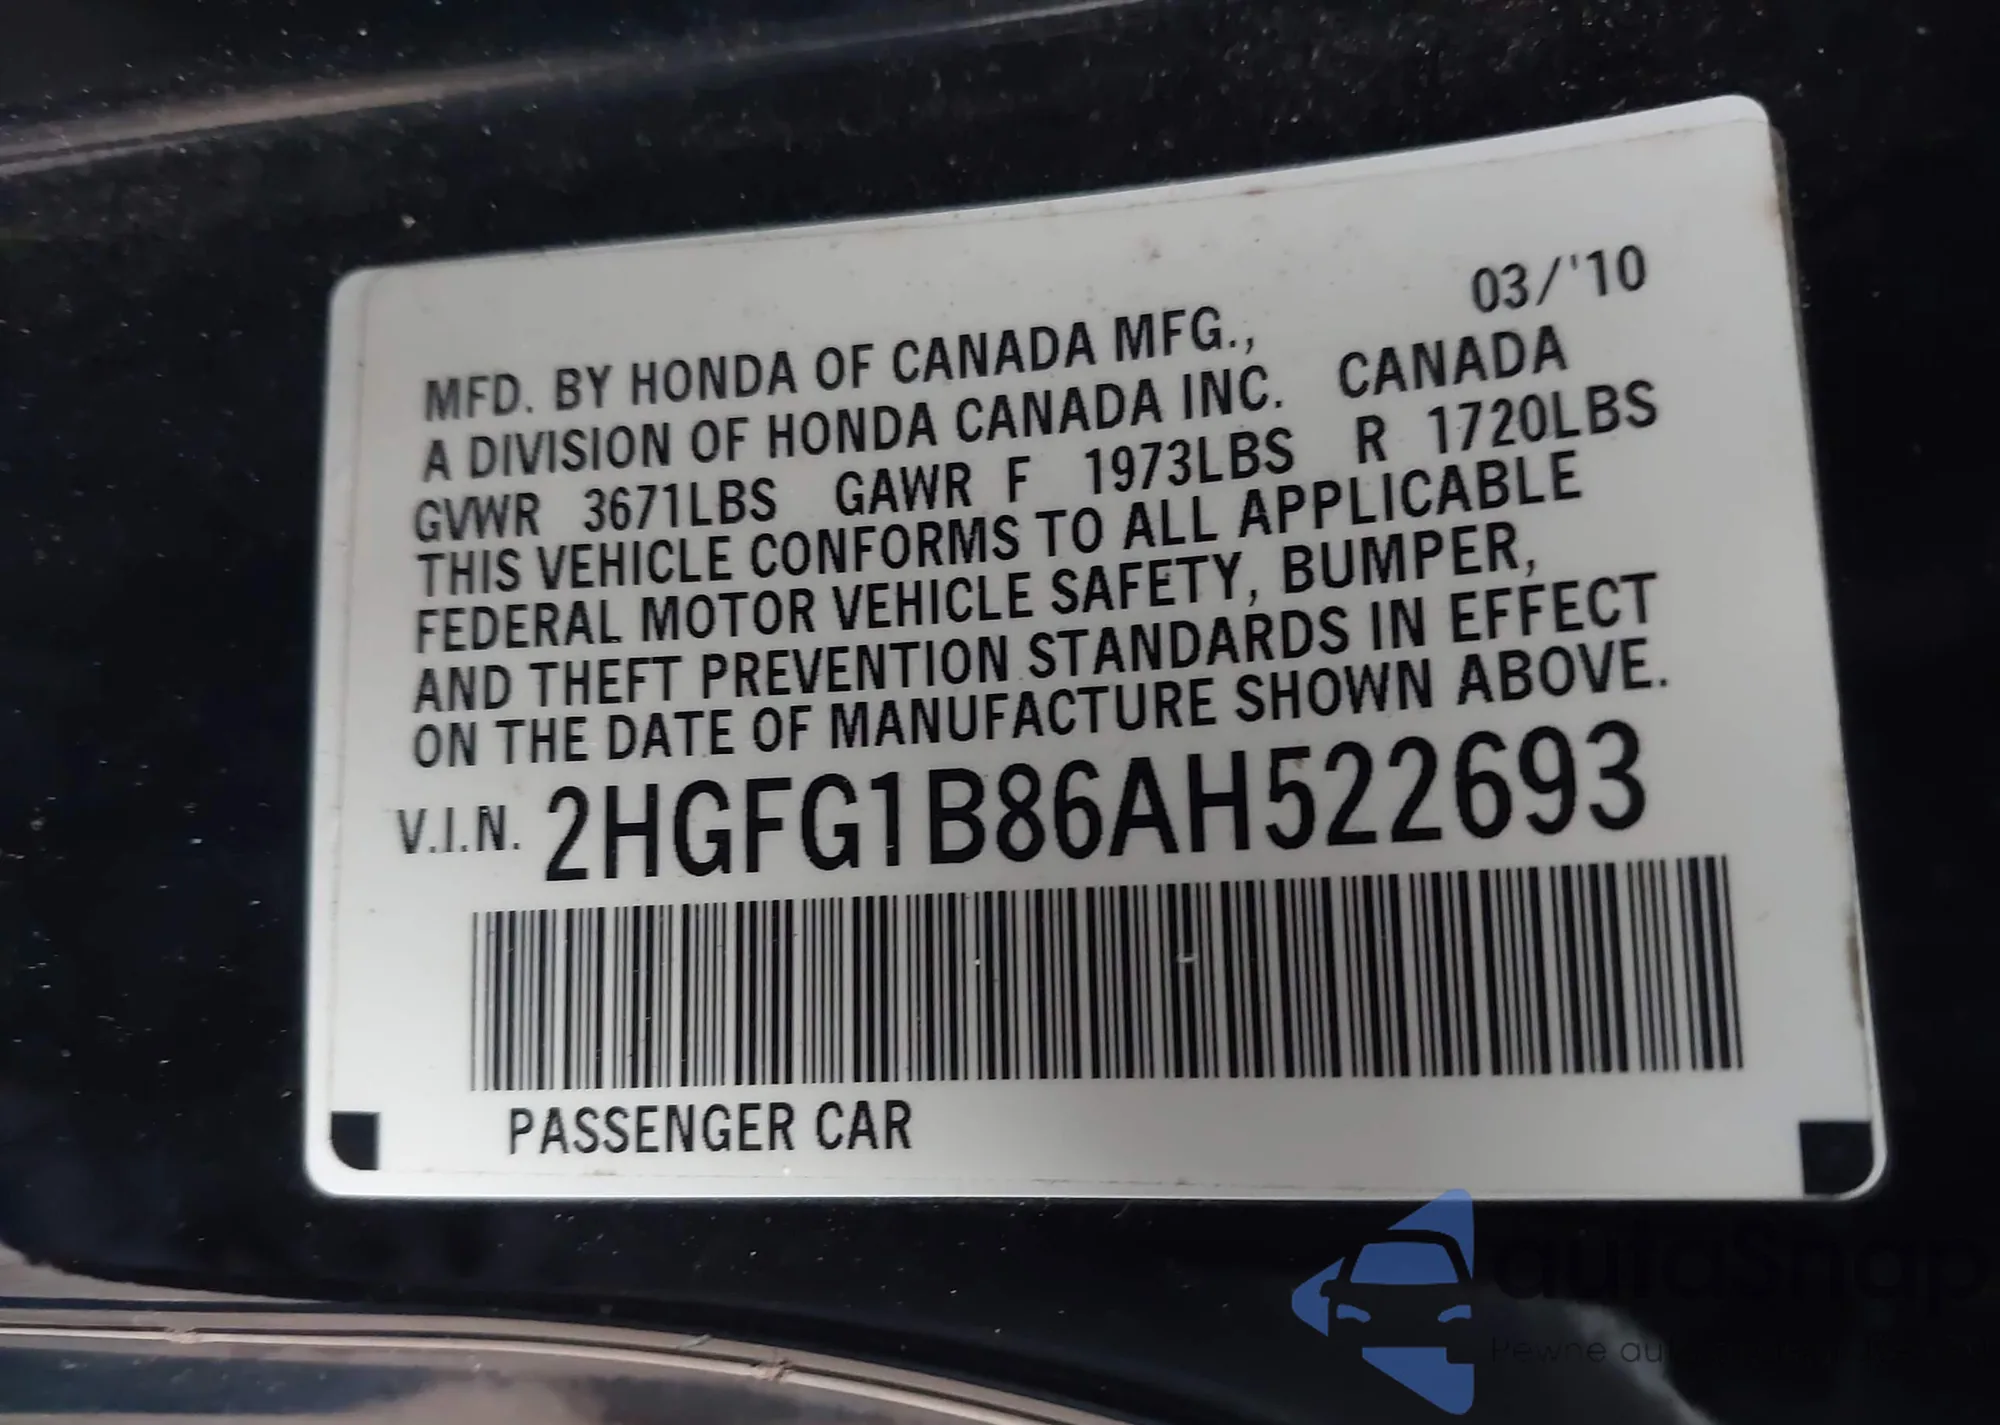 03/'10
MFD. BY HONDA OF CANADA MFG.,
A DIVISION OF HONDA CANADA INC. CANADA
GVWR 3671LBS GAWR F 1973LBS R 1720LBS
THIS VEHICLE CONFORMS TO ALL APPLICABLE
FEDERAL MOTOR VEHICLE SAFETY, BUMPER,
AND THEFT PREVENTION STANDARDS IN EFFECT
ON THE DATE OF MANUFACTURE SHOWN ABOVE.
V.I.N. 2HGFG1B86AH522693
PASSENGER CAR
autoSnap
Pewne